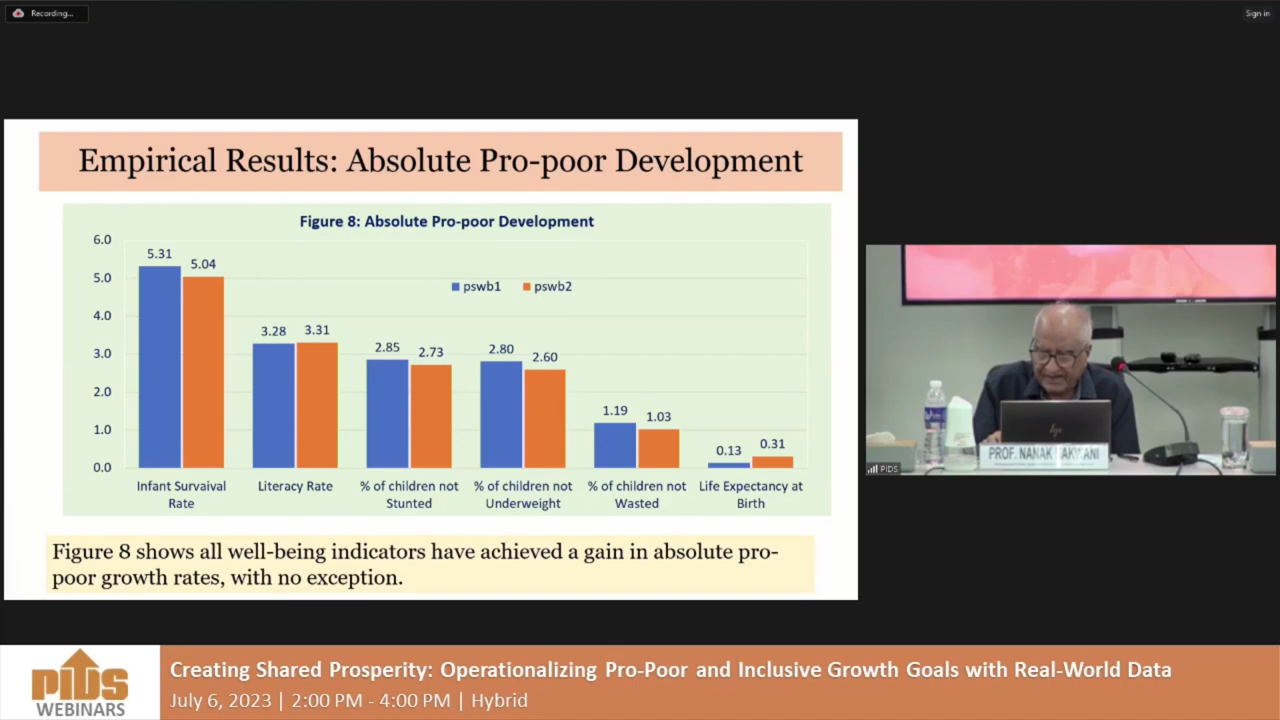 Recording...
Sign in
Empirical Results: Absolute Pro-poor Development
Figure 8: Absolute Pro-poor Development
6.0
5.0
4.0
3.0
2.0
1.0
0.0
pswb1
pswb2
5.31
5.04
3.28
3.31
2.85
2.73
2.80
2.60
1.19
1.03
0.13
0.31
Infant Survaival
Rate
Literacy Rate
% of children not
Stunted
% of children not
Underweight
% of children not
Wasted
Life Expectancy at
Birth
Figure 8 shows all well-being indicators have achieved a gain in absolute pro-
poor growth rates, with no exception.
hp
PROF. NANAK KAKWANI
PIDS
PIDS
WEBINARS
Creating Shared Prosperity: Operationalizing Pro-Poor and Inclusive Growth Goals with Real-World Data
July 6, 2023 | 2:00 PM - 4:00 PM | Hybrid